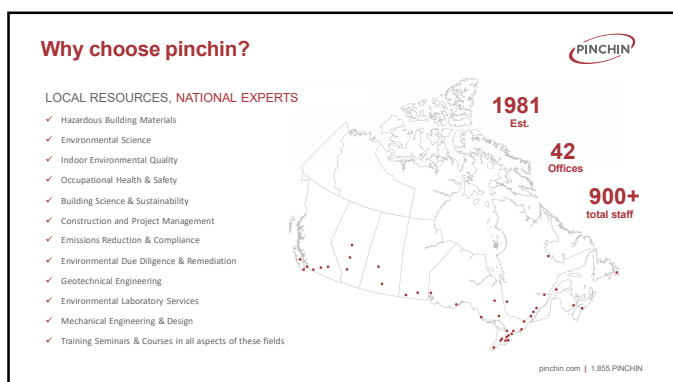 Why choose pinchin?
PINCHIN
LOCAL RESOURCES, NATIONAL EXPERTS
✓ Hazardous Building Materials
✓ Environmental Science
✓ Indoor Environmental Quality
✓ Occupational Health & Safety
✓ Building Science & Sustainability
✓ Construction and Project Management
✓ Emissions Reduction & Compliance
✓ Environmental Due Diligence & Remediation
✓ Geotechnical Engineering
✓ Environmental Laboratory Services
✓ Mechanical Engineering & Design
✓ Training Seminars & Courses in all aspects of these fields
1981
Est.
42
Offices
900+
total staff
pinchin.com | 1.855.PINCHIN